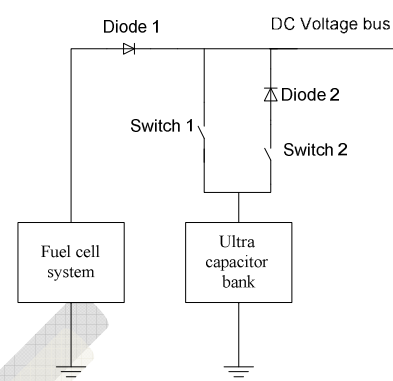 Diode 1
DC Voltage bus
Diode 2
Switch 1
Switch 2
Fuel cell
system
Ultra
capacitor
bank